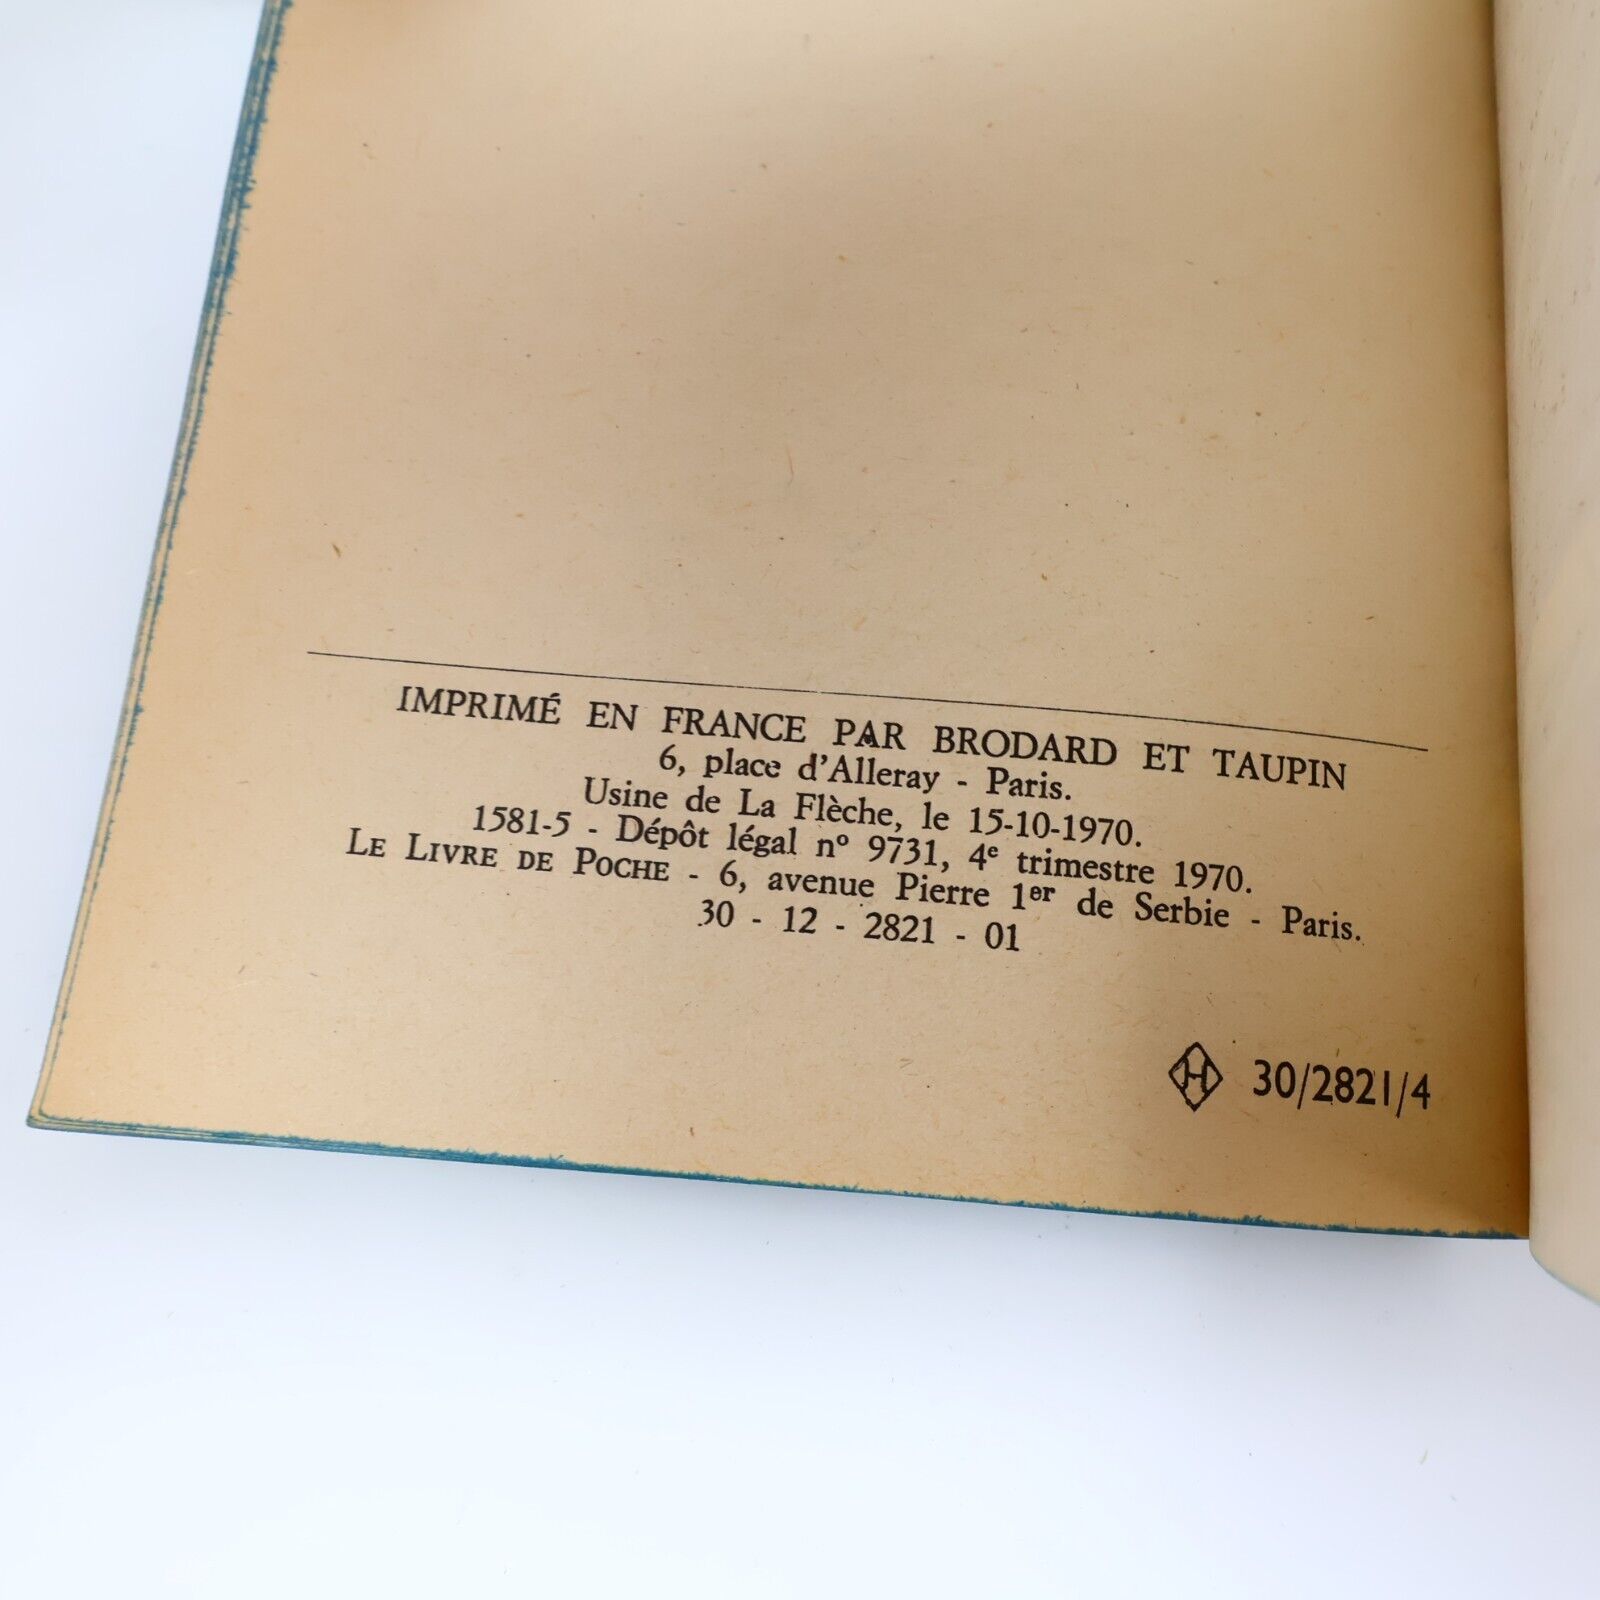 IMPRIMÉ EN FRANCE PAR BRODARD ET TAUPIN
6, place d'Alleray - Paris.
Usine de La Flèche, le 15-10-1970.
1581-5 - Dépôt légal nº 9731, 4e trimestre 1970.
LE LIVRE DE POCHE - 6, avenue Pierre 1er de Serbie - Paris.
30 - 12 - 2821 - 01
H 30/2821/4